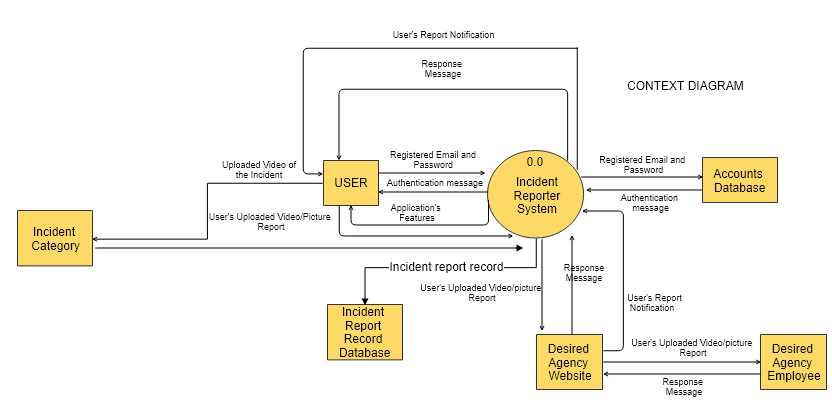 User's Report Notification
Response
Message
CONTEXT DIAGRAM
Uploaded Video of
the Incident
USER
Registered Email and
Password
Authentication message
Application's
Features
0.0
Incident
Reporter
System
Registered Email and
Password
Authentication
message
Accounts
Database
Incident
Category
User's Uploaded Video/Picture
Report
Incident report record
User's Uploaded Video/picture
Report
Response
Message
User's Report
Notification
Incident
Report
Record
Database
Desired
Agency
Website
User's Uploaded Video/picture
Report
Response
Message
Desired
Agency
Employee